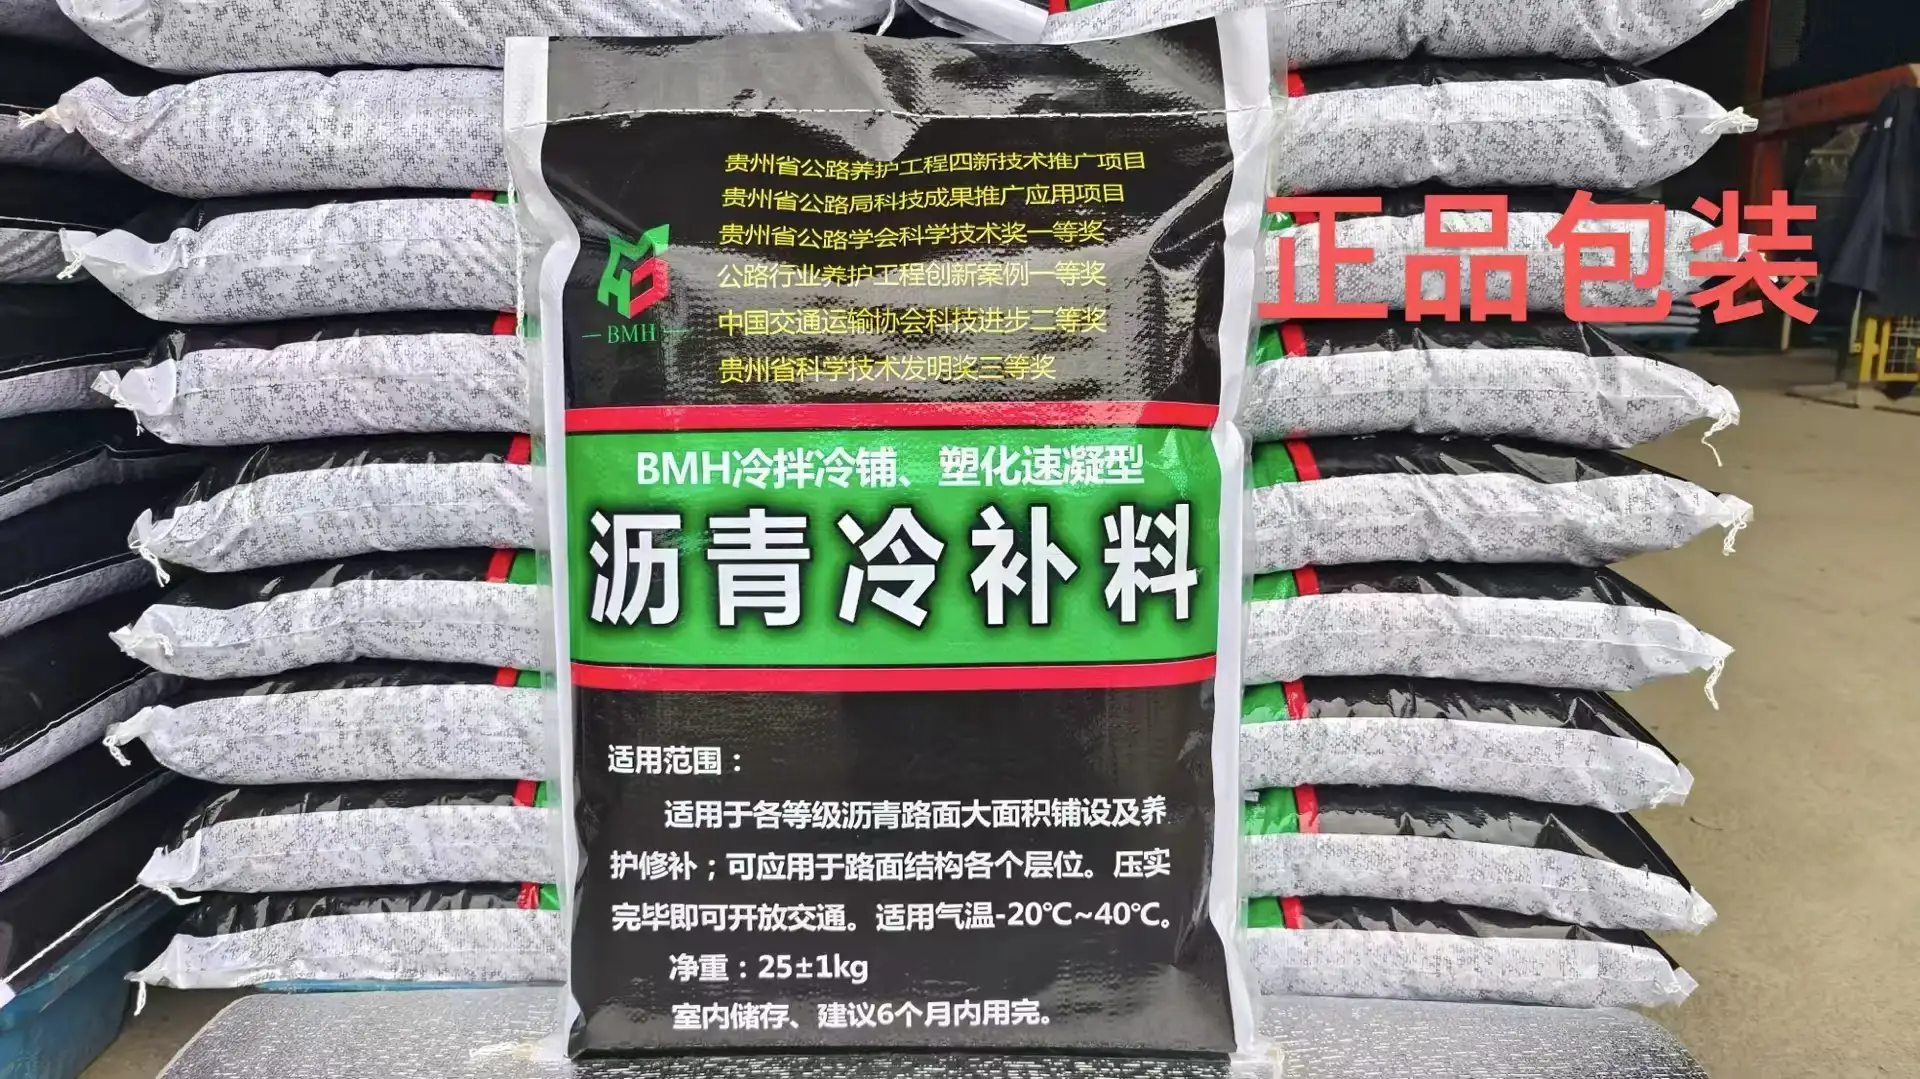 贵州省公路养护工程四新技术推广项目
贵州省公路局科技成果推广应用项目
贵州省公路学会科学技术奖一等奖
公路行业养护工程创新案例一等奖
中国交通运输协会科技进步二等奖
贵州省科学技术发明奖三等奖
BMH
正品包装
BMH冷拌冷铺、塑化速凝型
沥青冷补料
适用范围：
适用于各等级沥青路面大面积铺设及养
护修补；可应用于路面结构各个层位。压实
完毕即可开放交通。适用气温-20℃~40℃。
净重：25±1kg
室内储存、建议6个月内用完。